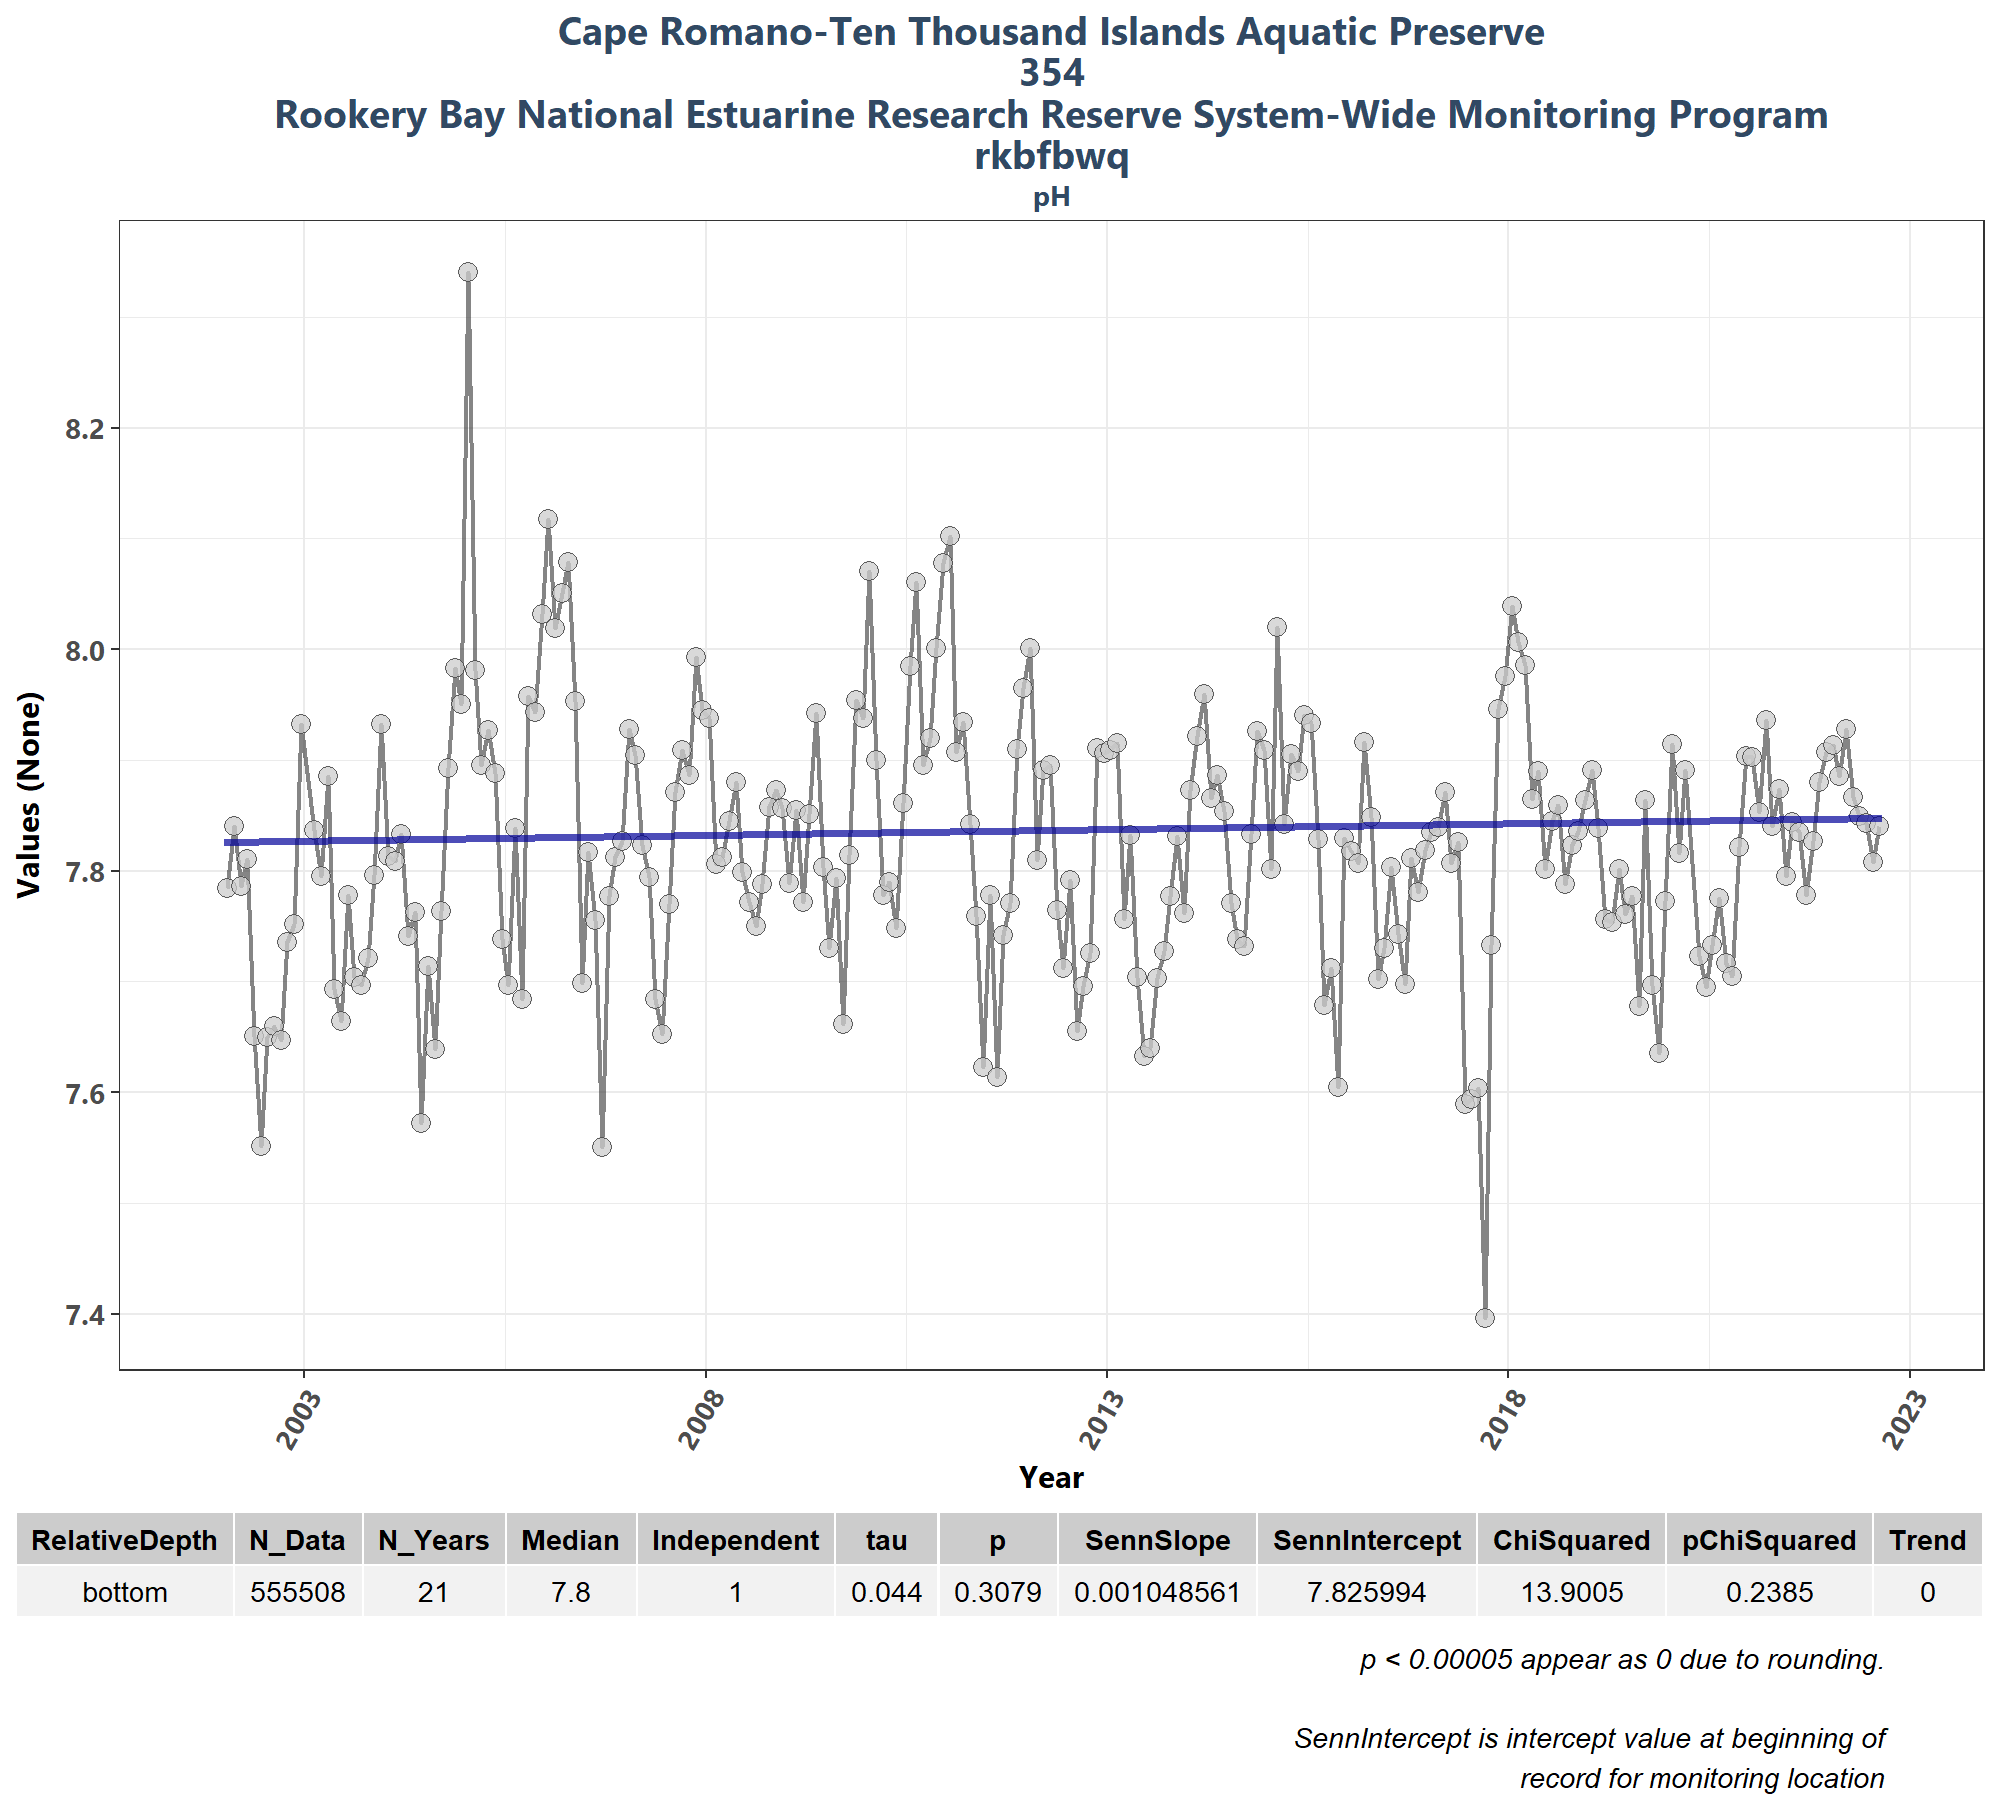 Cape Romano-Ten Thousand Islands Aquatic Preserve
354
Rookery Bay National Estuarine Research Reserve System-Wide Monitoring Program
rkbfbwq
pH
Values (None)
8.2
8.0
7.8
7.6
7.4
2003 2008 2013 2018 2023
Year
RelativeDepth N_Data N_Years Median Independent tau p SennSlope SennIntercept ChiSquared pChiSquared Trend
bottom 555508 21 7.8 1 0.044 0.3079 0.001048561 7.825994 13.9005 0.2385 0
p < 0.00005 appear as 0 due to rounding.
SennIntercept is intercept value at beginning of
record for monitoring location